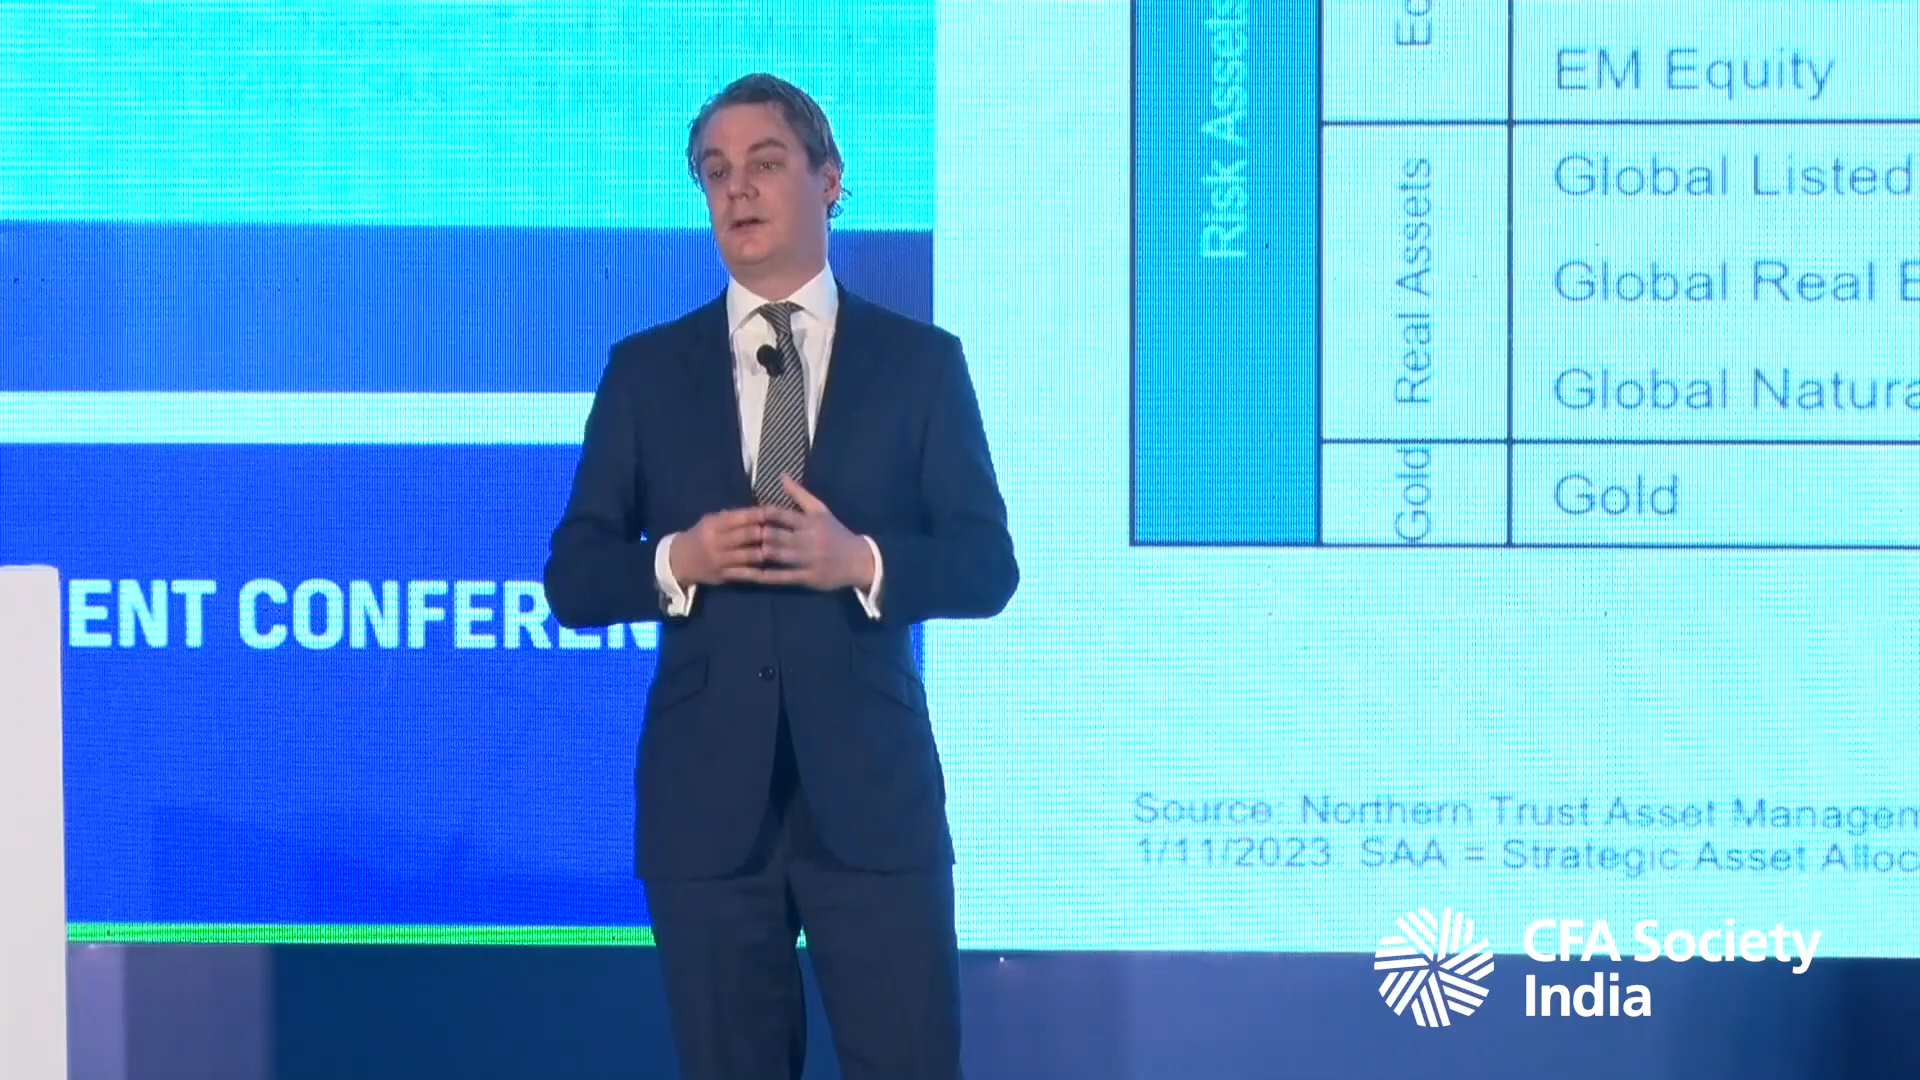 ENT CONFEREN
Risk Assets
EM Equity
Real Assets
Global Listed
Global Real E
Global Natura
Gold
Gold
Source: Northern Trust Asset Managem
1/11/2023. SAA = Strategic Asset Alloc
CFA Society
India